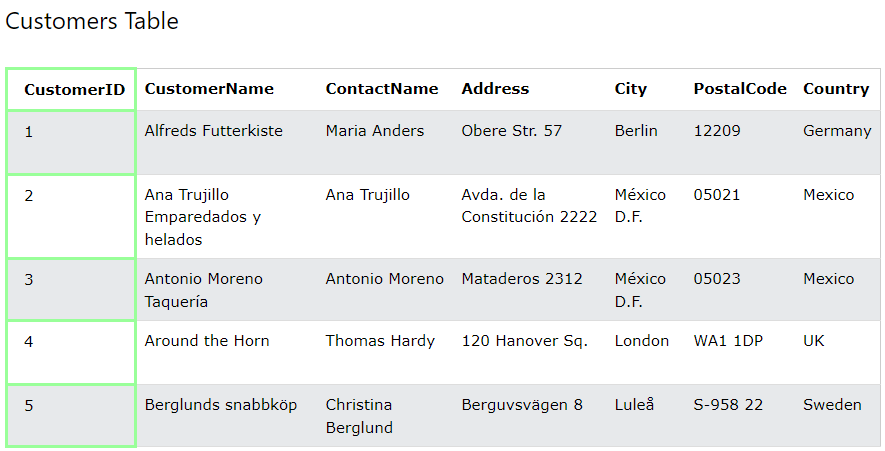 Customers Table
CustomerID CustomerName ContactName Address City PostalCode Country
1 Alfreds Futterkiste Maria Anders Obere Str. 57 Berlin 12209 Germany
2 Ana Trujillo Ana Trujillo Avda. de la México 05021 Mexico
Emparedados y Constitución 2222 D.F.
helados
3 Antonio Moreno Antonio Moreno Mataderos 2312 México 05023 Mexico
Taquería D.F.
4 Around the Horn Thomas Hardy 120 Hanover Sq. London WA1 1DP UK
5 Berglunds snabbköp Christina Berguvsvägen 8 Luleå S-958 22 Sweden
Berglund